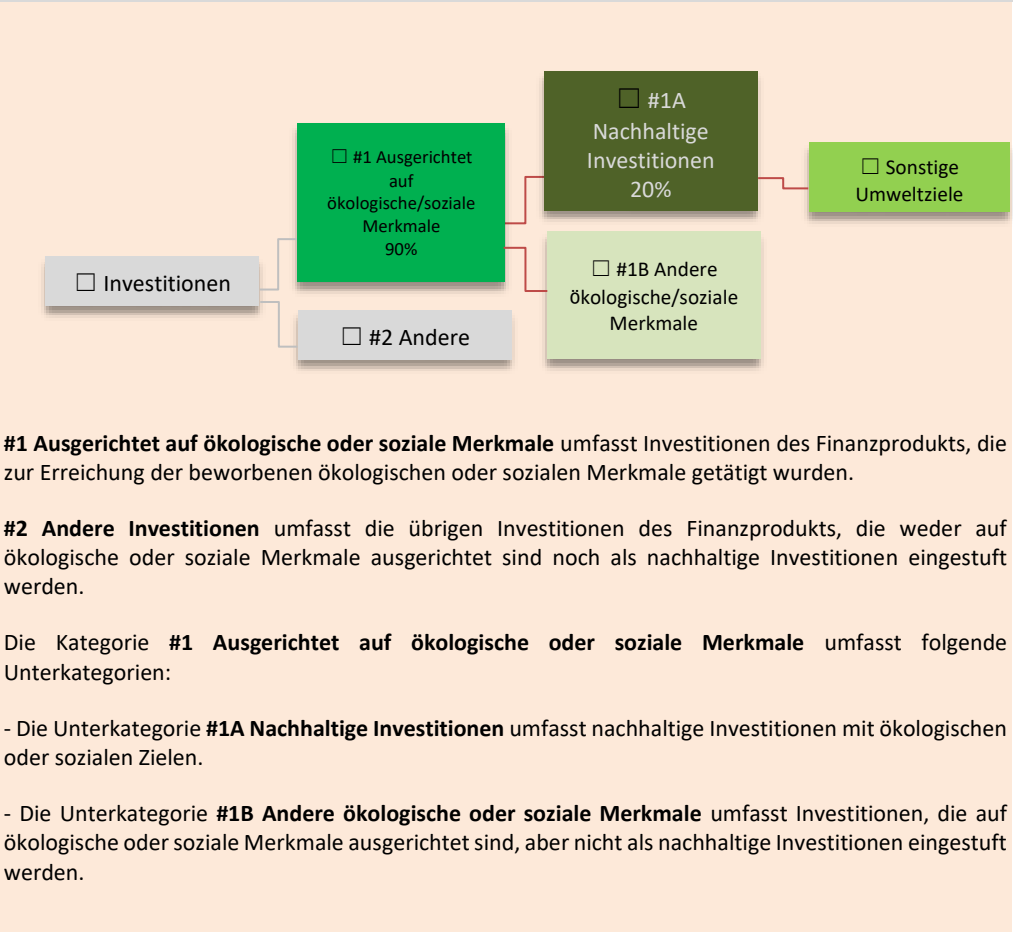 ☐ #1A
Nachhaltige
Investitionen
20%
☐ #1 Ausgerichtet
auf
ökologische/soziale
Merkmale
90%
☐ Sonstige
Umweltziele
☐ Investitionen
☐ #1B Andere
ökologische/soziale
Merkmale
☐ #2 Andere
#1 Ausgerichtet auf ökologische oder soziale Merkmale umfasst Investitionen des Finanzprodukts, die
zur Erreichung der beworbenen ökologischen oder sozialen Merkmale getätigt wurden.
#2 Andere Investitionen umfasst die übrigen Investitionen des Finanzprodukts, die weder auf
ökologische oder soziale Merkmale ausgerichtet sind noch als nachhaltige Investitionen eingestuft
werden.
Die Kategorie #1 Ausgerichtet auf ökologische oder soziale Merkmale umfasst folgende
Unterkategorien:
- Die Unterkategorie #1A Nachhaltige Investitionen umfasst nachhaltige Investitionen mit ökologischen
oder sozialen Zielen.
- Die Unterkategorie #1B Andere ökologische oder soziale Merkmale umfasst Investitionen, die auf
ökologische oder soziale Merkmale ausgerichtet sind, aber nicht als nachhaltige Investitionen eingestuft
werden.